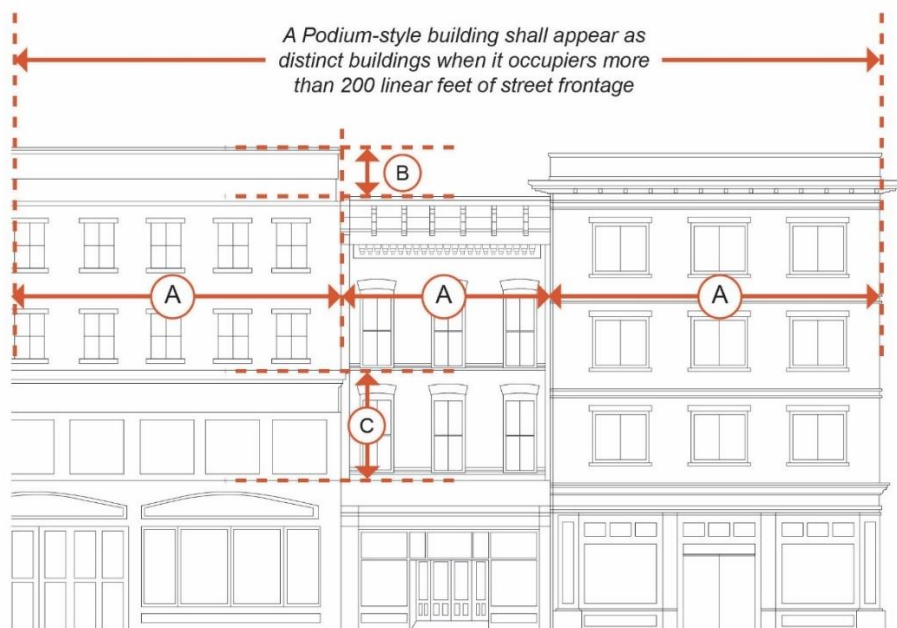 A Podium-style building shall appear as
distinct buildings when it occupiers more
than 200 linear feet of street frontage
B
A
A
A
C